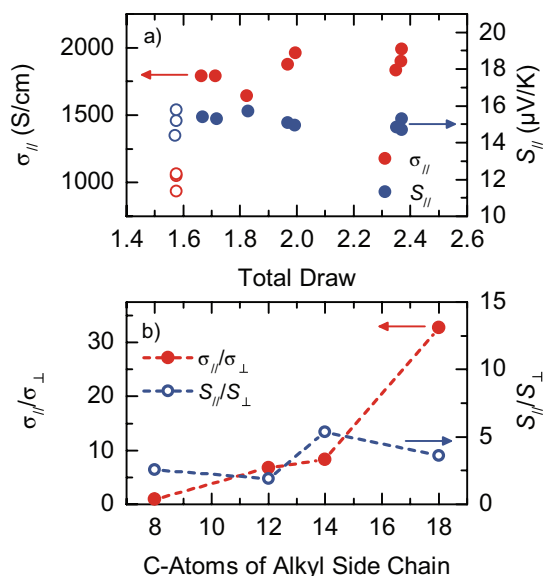 a)
σ// (S/cm)
2000
1500
1000
S// (μV/K)
20
18
16
14
12
10
σ//
S//
1.4 1.6 1.8 2.0 2.2 2.4 2.6
Total Draw
b)
σ///σ⊥
30
20
10
0
S///S⊥
15
10
5
0
σ///σ⊥
S///S⊥
8 10 12 14 16 18
C-Atoms of Alkyl Side Chain